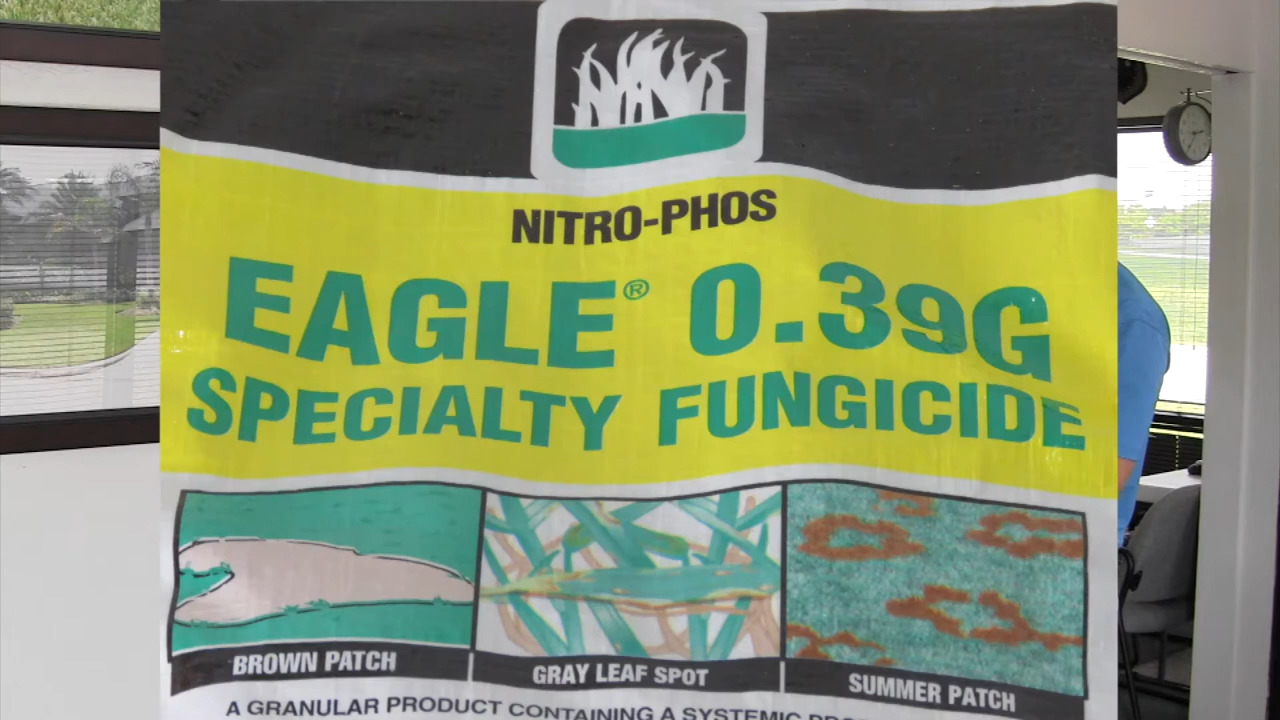 NITRO-PHOS
EAGLE® 0.39G
SPECIALTY FUNGICIDE
BROWN PATCH
GRAY LEAF SPOT
SUMMER PATCH
A GRANULAR PRODUCT CONTAINING A SYSTEMIC